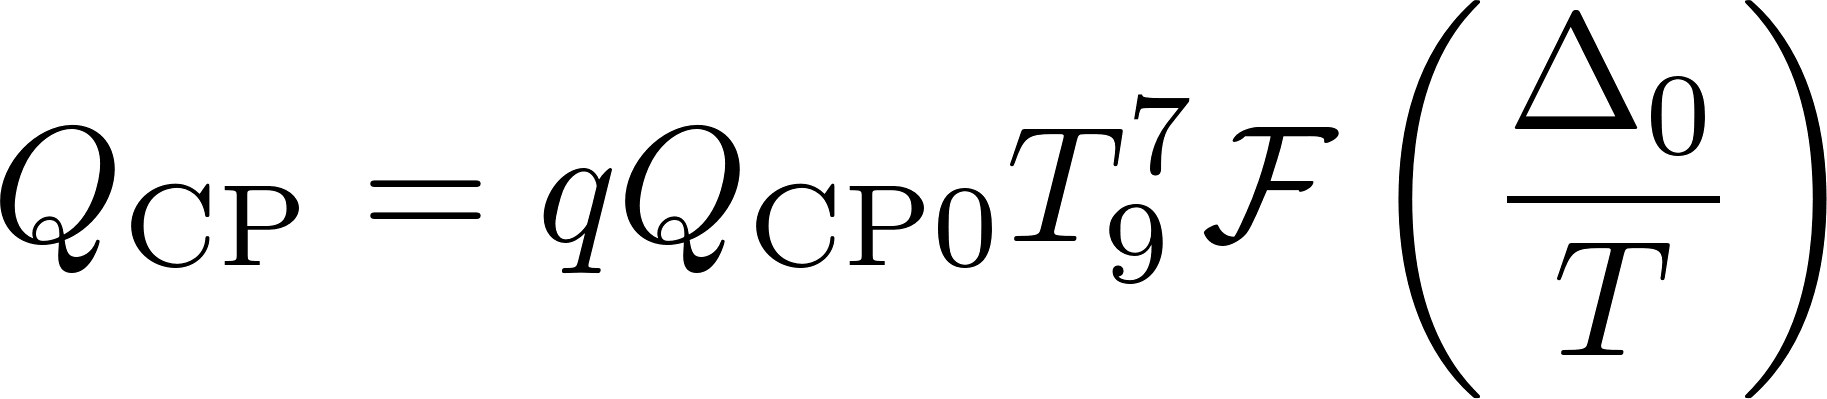 $Q_{\mathrm{CP}} = q Q_{\mathrm{CP0}} T_9^7 \mathcal{F}\left(\frac{\Delta_0}{T}\right)$